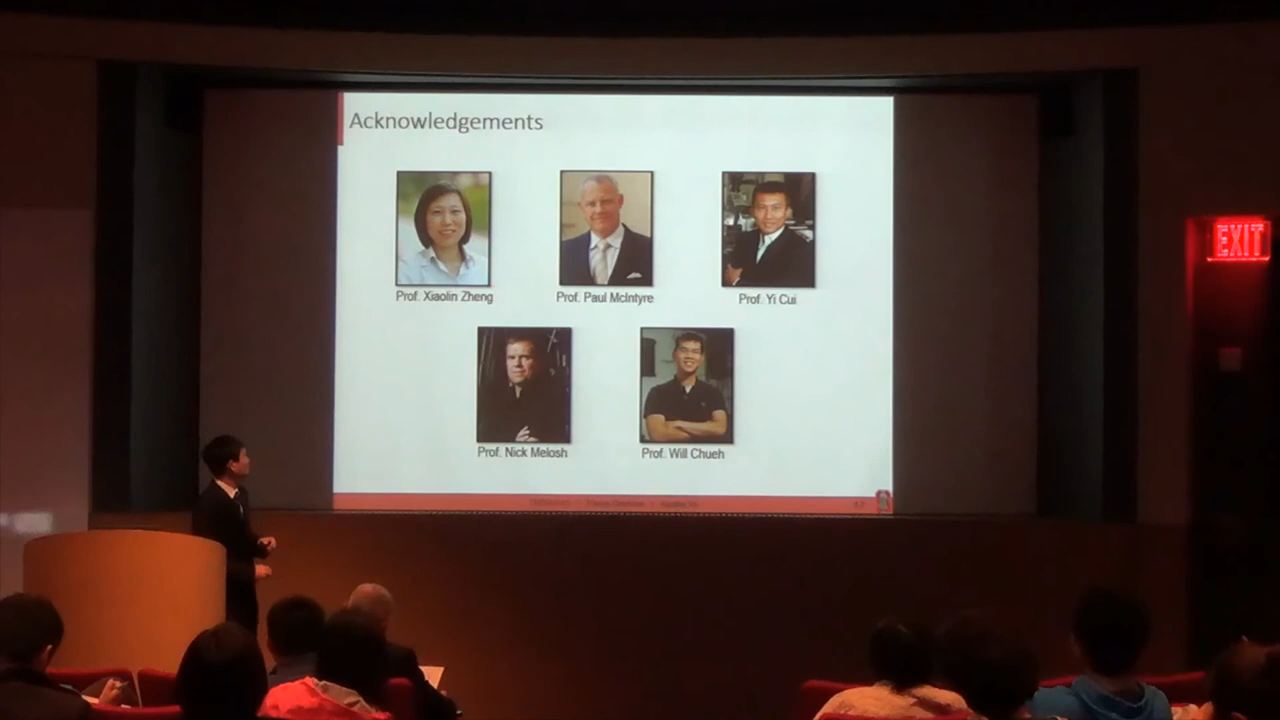 Acknowledgements
Prof. Xiaolin Zheng
Prof. Paul McIntyre
Prof. Yi Cui
Prof. Nick Melosh
Prof. Will Chueh
EXIT